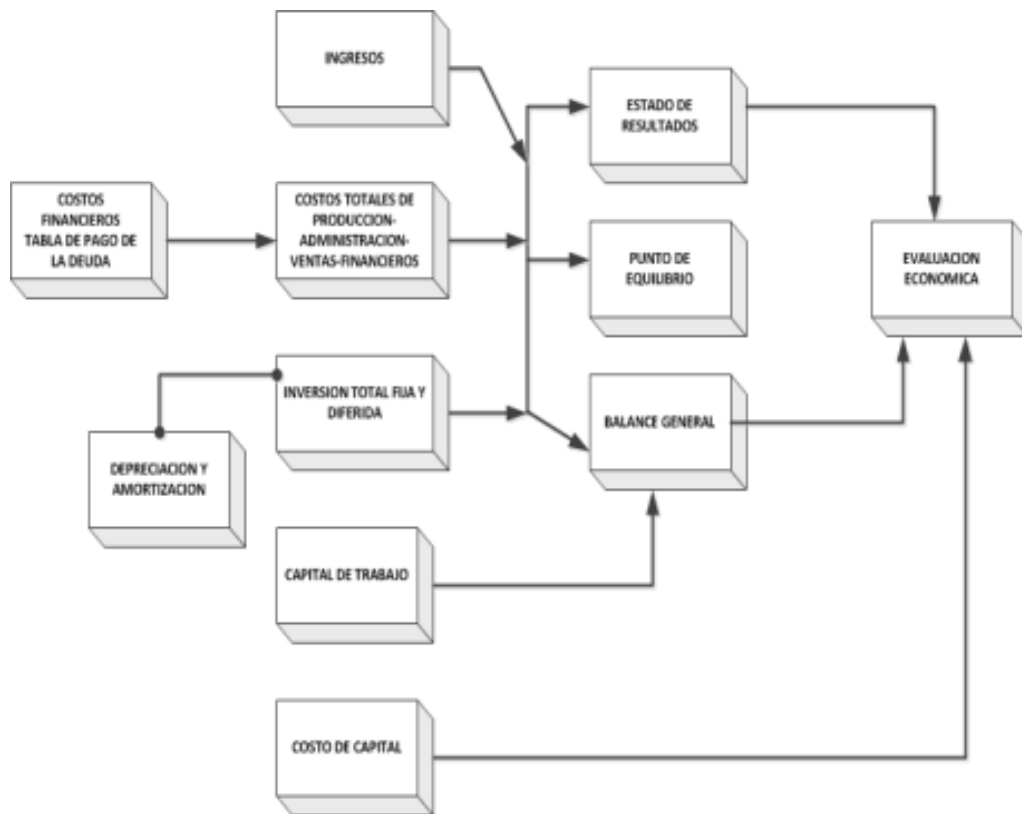 INGRESOS
ESTADO DE
RESULTADOS
COSTOS
FINANCIEROS
TABLA DE PAGO DE
LA DEUDA
COSTOS TOTALES DE
PRODUCCION-
ADMINISTRACION-
VENTAS-FINANCIEROS
PUNTO DE
EQUILIBRIO
EVALUACION
ECONOMICA
INVERSION TOTAL FIJA Y
DIFERIDA
BALANCE GENERAL
DEPRECIACION Y
AMORTIZACION
CAPITAL DE TRABAJO
COSTO DE CAPITAL